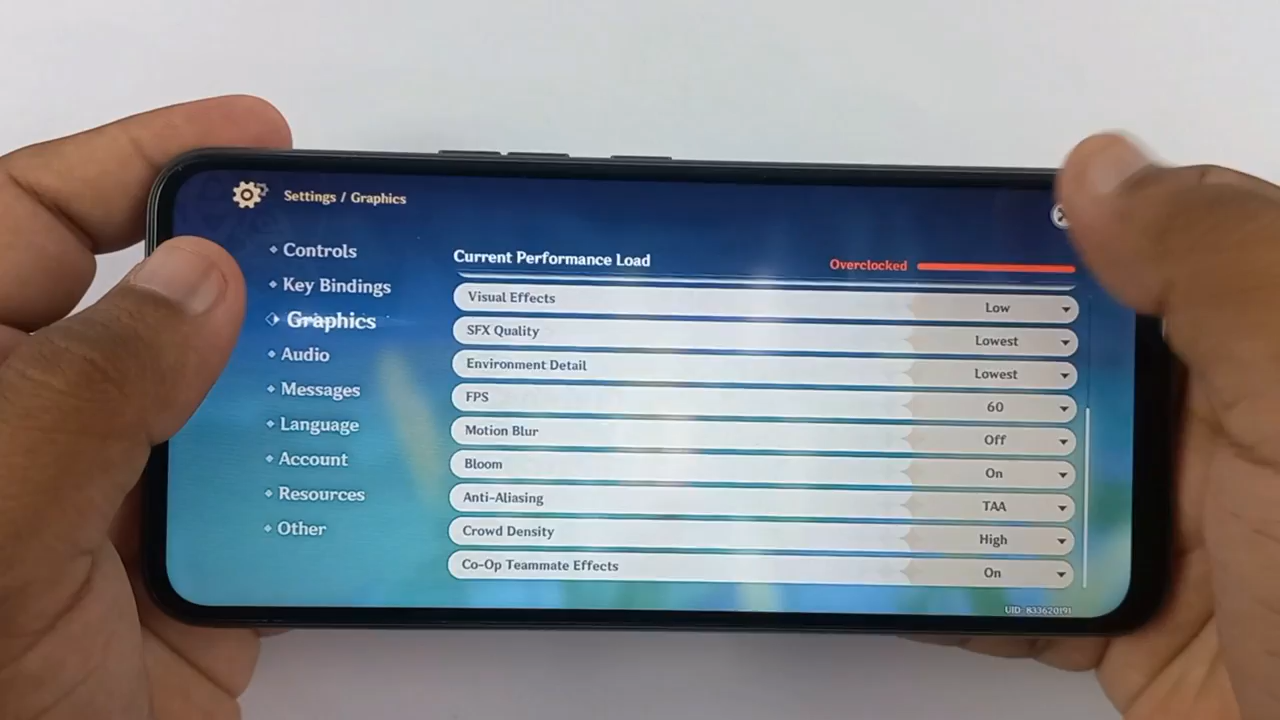 Settings / Graphics
Controls
Key Bindings
Graphics
Audio
Messages
Language
Account
Resources
Other
Current Performance Load
Overclocked
Visual Effects Low
SFX Quality Lowest
Environment Detail Lowest
FPS 60
Motion Blur Off
Bloom On
Anti-Aliasing TAA
Crowd Density High
Co-Op Teammate Effects On
UID: 833620191